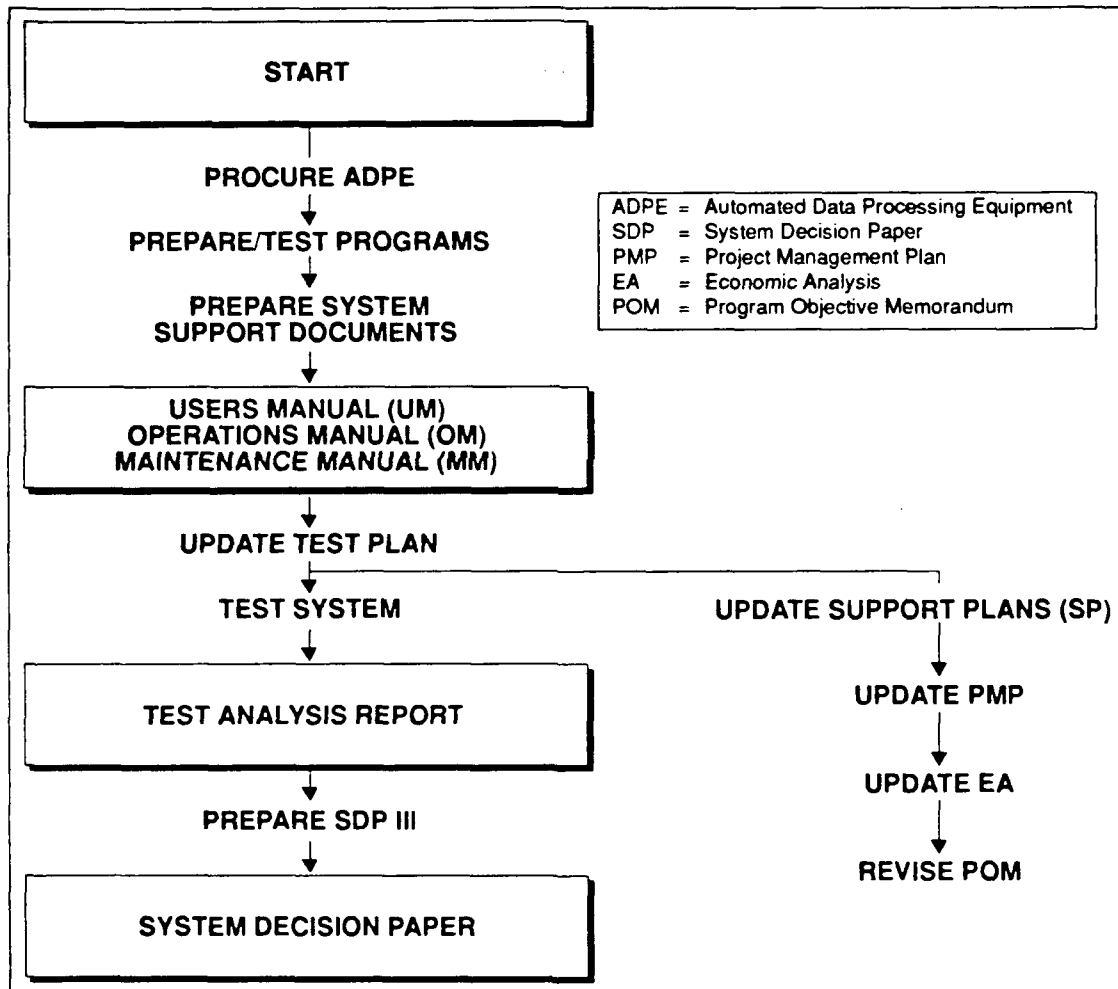 START
PROCURE ADPE
PREPARE/TEST PROGRAMS
PREPARE SYSTEM
SUPPORT DOCUMENTS
ADPE = Automated Data Processing Equipment
SDP = System Decision Paper
PMP = Project Management Plan
EA = Economic Analysis
POM = Program Objective Memorandum
USERS MANUAL (UM)
OPERATIONS MANUAL (OM)
MAINTENANCE MANUAL (MM)
UPDATE TEST PLAN
TEST SYSTEM
TEST ANALYSIS REPORT
PREPARE SDP III
SYSTEM DECISION PAPER
UPDATE SUPPORT PLANS (SP)
UPDATE PMP
UPDATE EA
REVISE POM